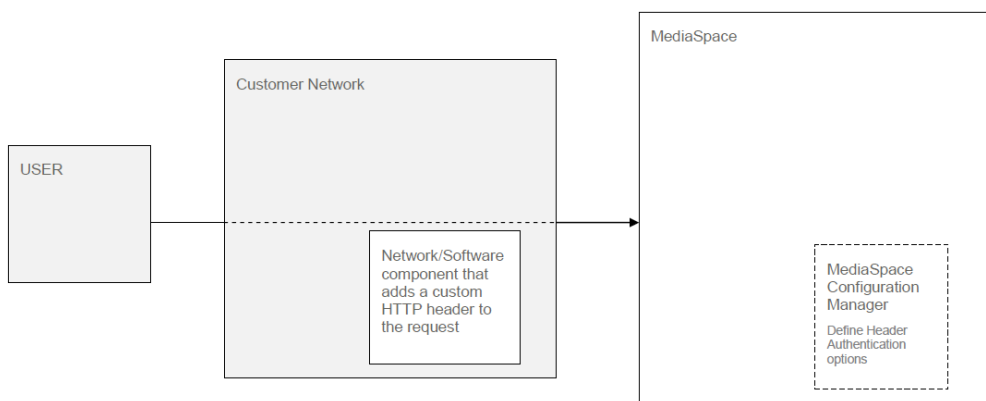 MediaSpace
Customer Network
USER
Network/Software
component that
adds a custom
HTTP header to
the request
MediaSpace
Configuration
Manager
Define Header
Authentication
options